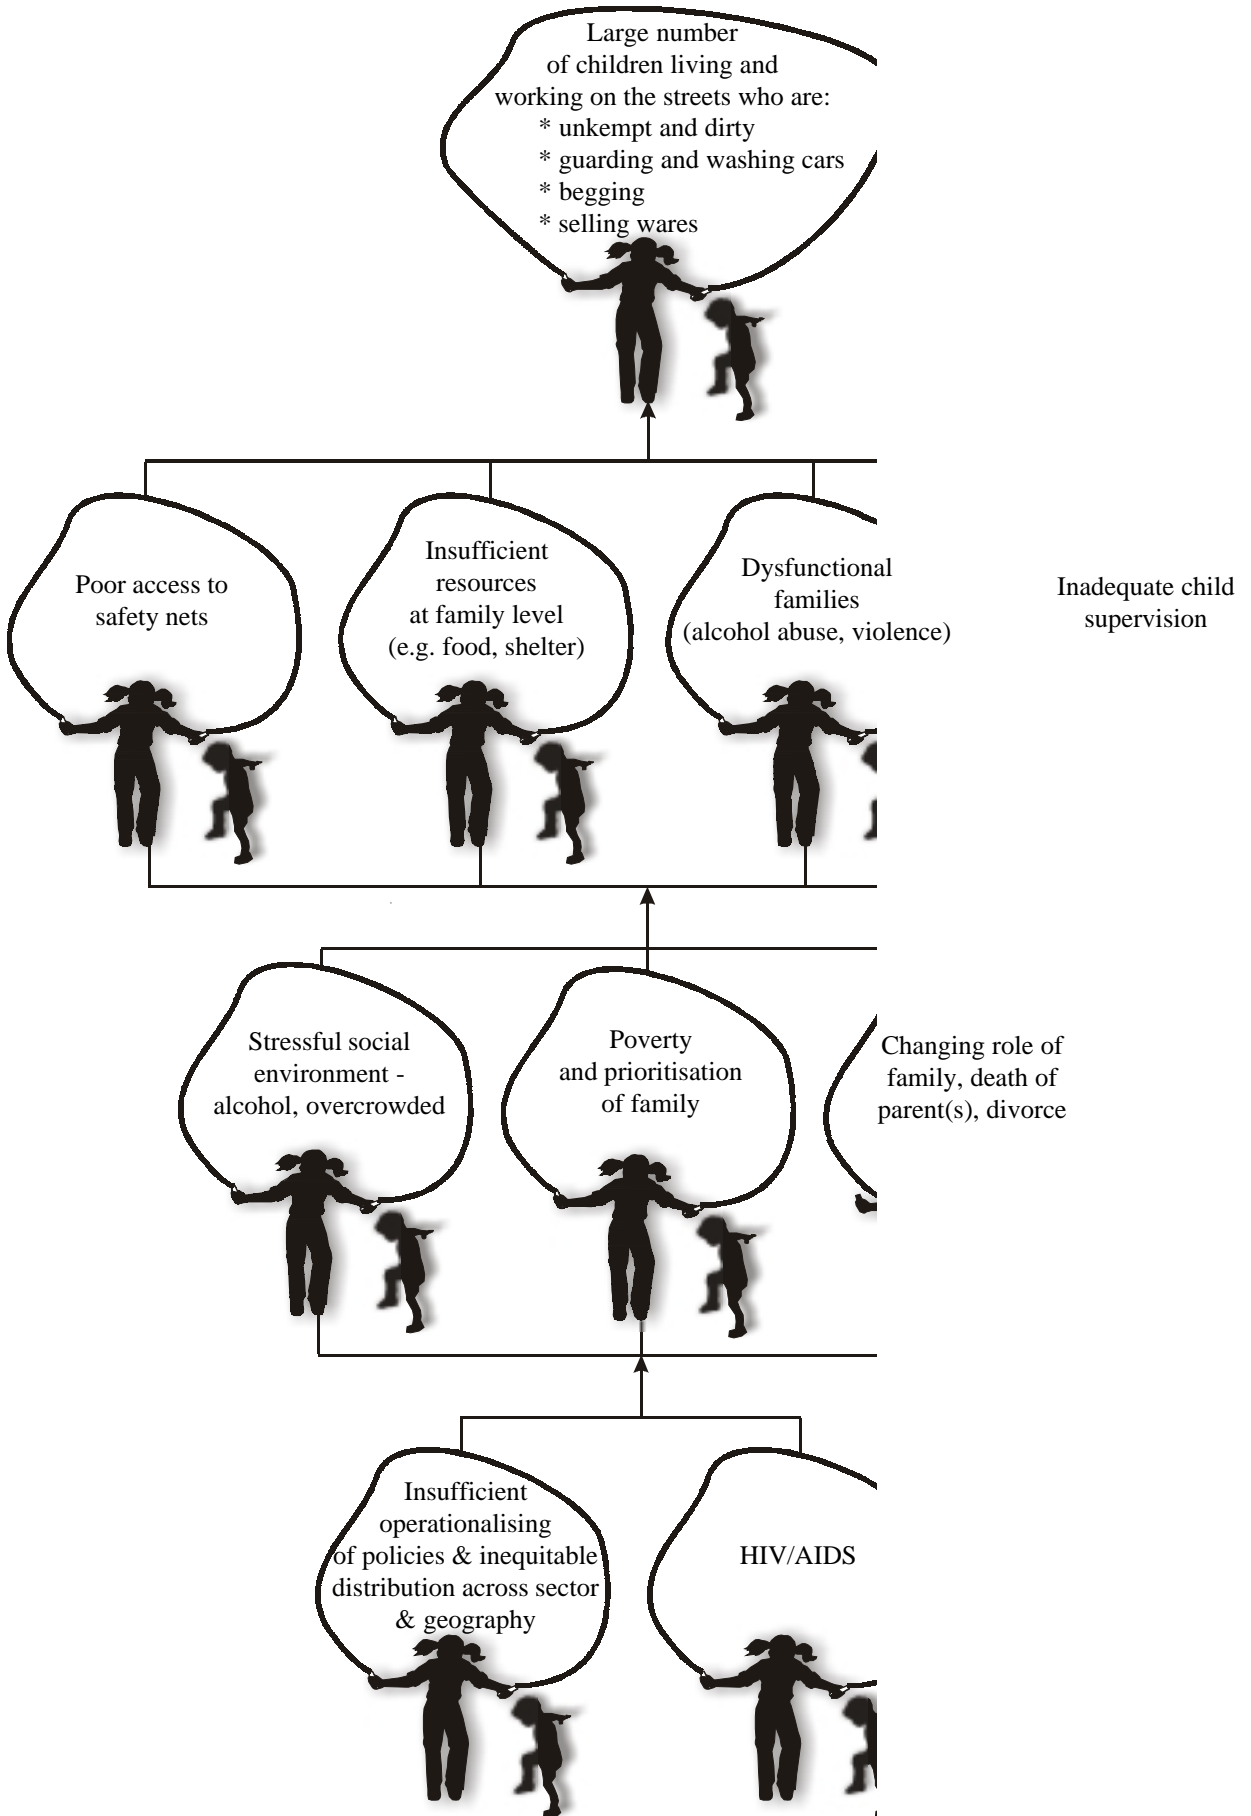 Large number
of children living and
working on the streets who are:
* unkempt and dirty
* guarding and washing cars
* begging
* selling wares
Poor access to
safety nets
Insufficient
resources
at family level
(e.g. food, shelter)
Dysfunctional
families
(alcohol abuse, violence)
Inadequate child
supervision
Stressful social
environment -
alcohol, overcrowded
Poverty
and prioritisation
of family
Changing role of
family, death of
parent(s), divorce
Insufficient
operationalising
of policies & inequitable
distribution across sector
& geography
HIV/AIDS